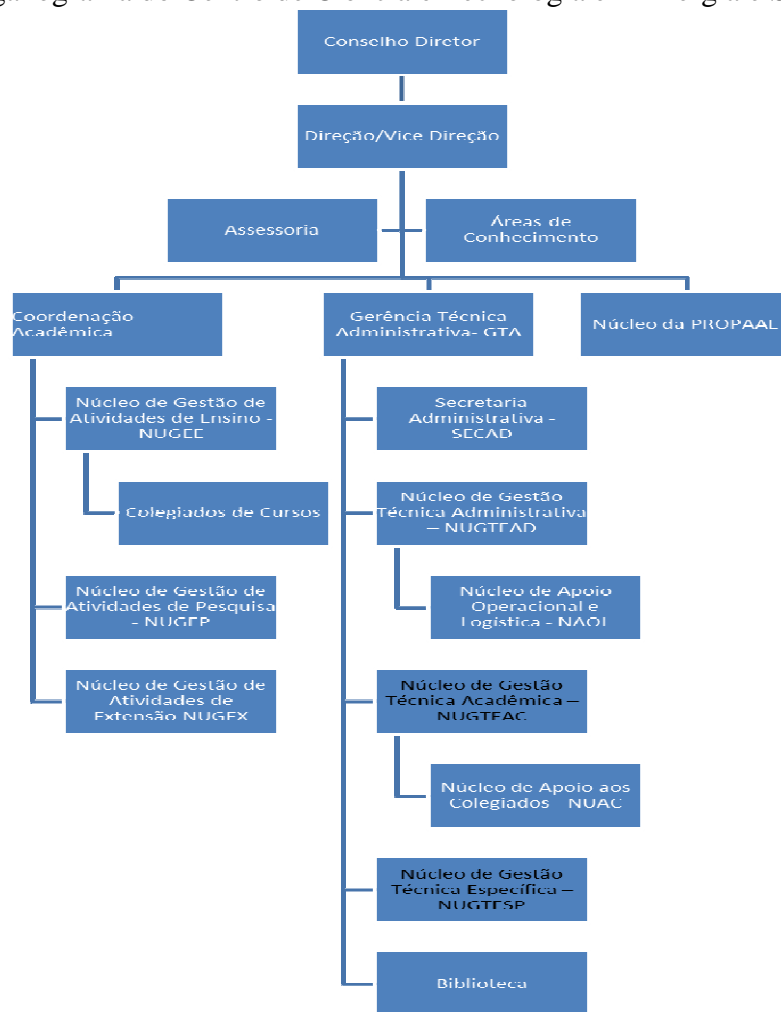 Conselho Diretor
Direção/Vice Direção
Assessoria
Áreas de
Conhecimento
Coordenação
Acadêmica
Gerência Técnica
Administrativa- GTA
Núcleo da PROPAAE
Núcleo de Gestão de
Atividades de Ensino -
NUGEE
Colegiados de Cursos
Núcleo de Gestão de
Atividades de Pesquisa
- NUGEP
Núcleo de Gestão de
Atividades de
Extensão NUGEX
Secretaria
Administrativa -
SECAD
Núcleo de Gestão
Técnica Administrativa
– NUGTEAD
Núcleo de Apoio
Operacional e
Logística - NAOL
Núcleo de Gestão
Técnica Acadêmica –
NUGTEAC
Núcleo de Apoio aos
Colegiados NUAC
Núcleo de Gestão
Técnica Específica –
NUGTESP
Biblioteca